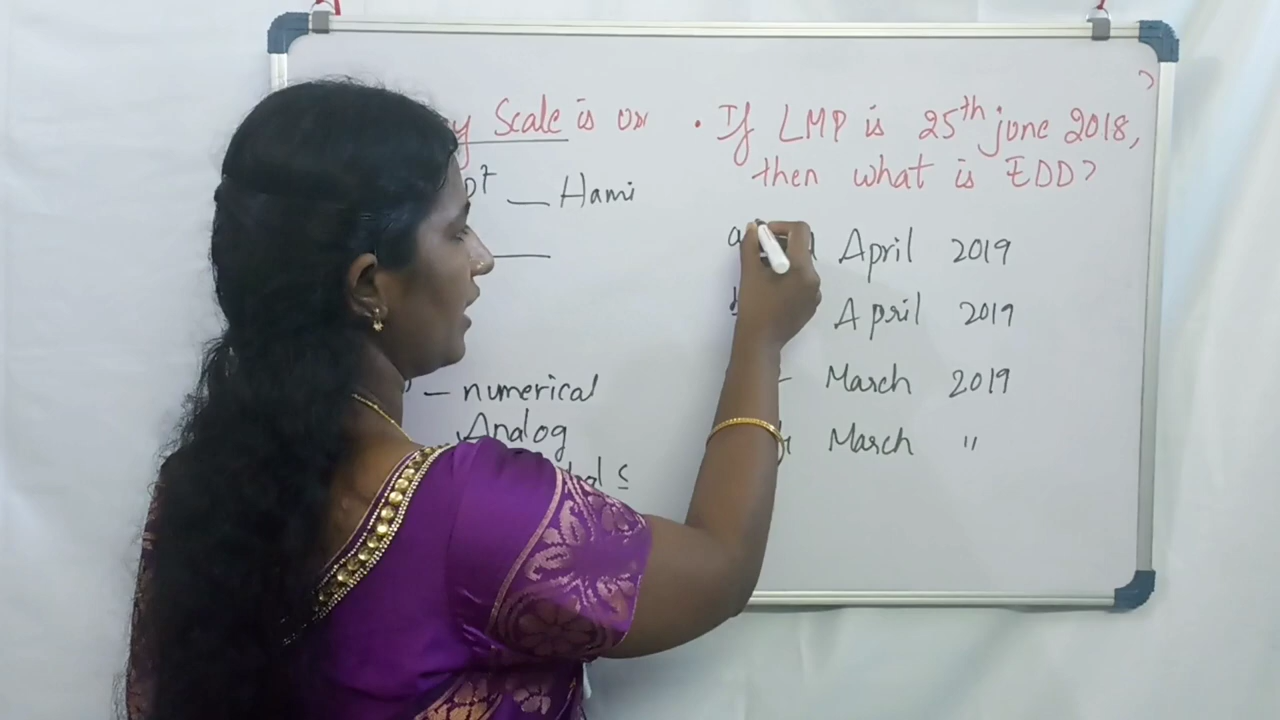 Scale is
Hami
numerical
Analog
• If LMP is 25th june 2018,
then what is EDD?
a April 2019
April 2019
March 2019
March "